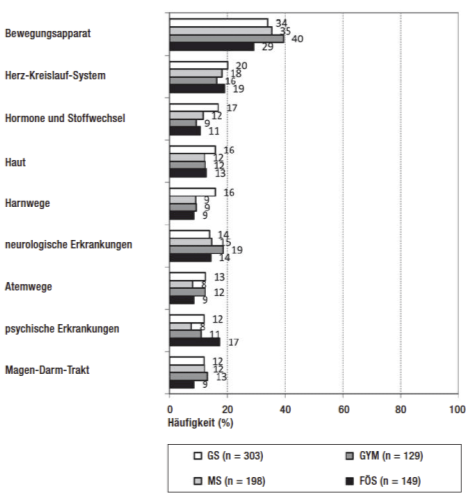 Bewegungsapparat
34
35
40
29
Herz-Kreislauf-System
20
18
16
19
Hormone und Stoffwechsel
17
12
9
11
Haut
16
12
12
13
Harnwege
16
9
9
9
neurologische Erkrankungen
14
15
19
14
Atemwege
13
8
12
9
psychische Erkrankungen
12
8
11
17
Magen-Darm-Trakt
12
12
13
9
0 20 40 60 80 100
Häufigkeit (%)
GS (n = 303) GYM (n = 129)
MS (n = 198) FÖS (n = 149)